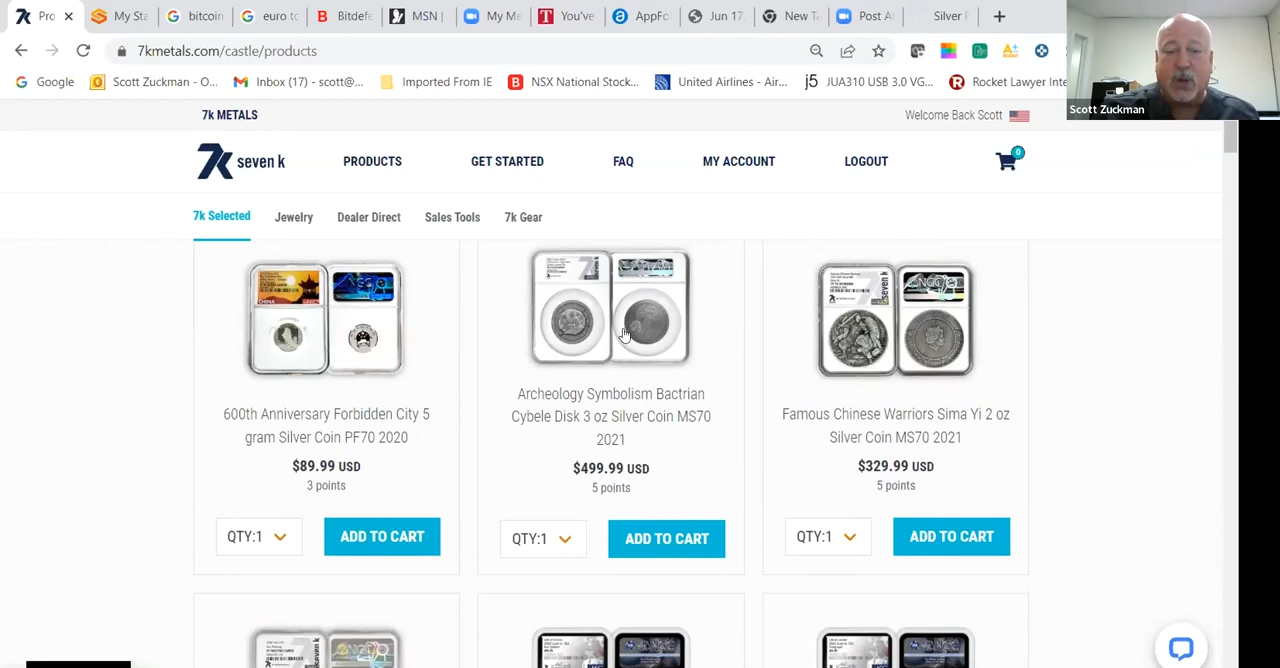 Pro
My Sta
bitcoin
euro to
Bitdefe
MSN |
My Me
You've
AppFo
Jun 17
New T
Post A
Silver F
7kmetals.com/castle/products
Google
Scott Zuckman - O...
Inbox (17) - scott@...
Imported From IE
NSX National Stock...
United Airlines - Air...
JUA310 USB 3.0 VG...
Rocket Lawyer Inte
Scott Zuckman
7k METALS
Welcome Back Scott
7k seven k
PRODUCTS
GET STARTED
FAQ
MY ACCOUNT
LOGOUT
0
7k Selected
Jewelry
Dealer Direct
Sales Tools
7k Gear
600th Anniversary Forbidden City 5
gram Silver Coin PF70 2020
$89.99 USD
3 points
QTY:1
ADD TO CART
Archeology Symbolism Bactrian
Cybele Disk 3 oz Silver Coin MS70
2021
$499.99 USD
5 points
QTY:1
ADD TO CART
Famous Chinese Warriors Sima Yi 2 oz
Silver Coin MS70 2021
$329.99 USD
5 points
QTY:1
ADD TO CART